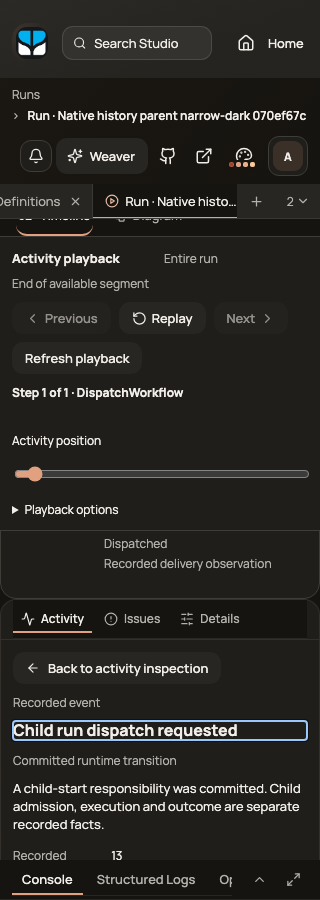 Search Studio
Home
Runs
› Run · Native history parent narrow-dark 070ef67c
Weaver
A
Definitions ×
Run · Native histo...
+
2
Activity playback Entire run
End of available segment
Previous Replay Next
Refresh playback
Step 1 of 1 · DispatchWorkflow
Activity position
Playback options
Dispatched
Recorded delivery observation
Activity Issues Details
Back to activity inspection
Recorded event
Child run dispatch requested
Committed runtime transition
A child-start responsibility was committed. Child
admission, execution and outcome are separate
recorded facts.
Recorded 13
Console Structured Logs